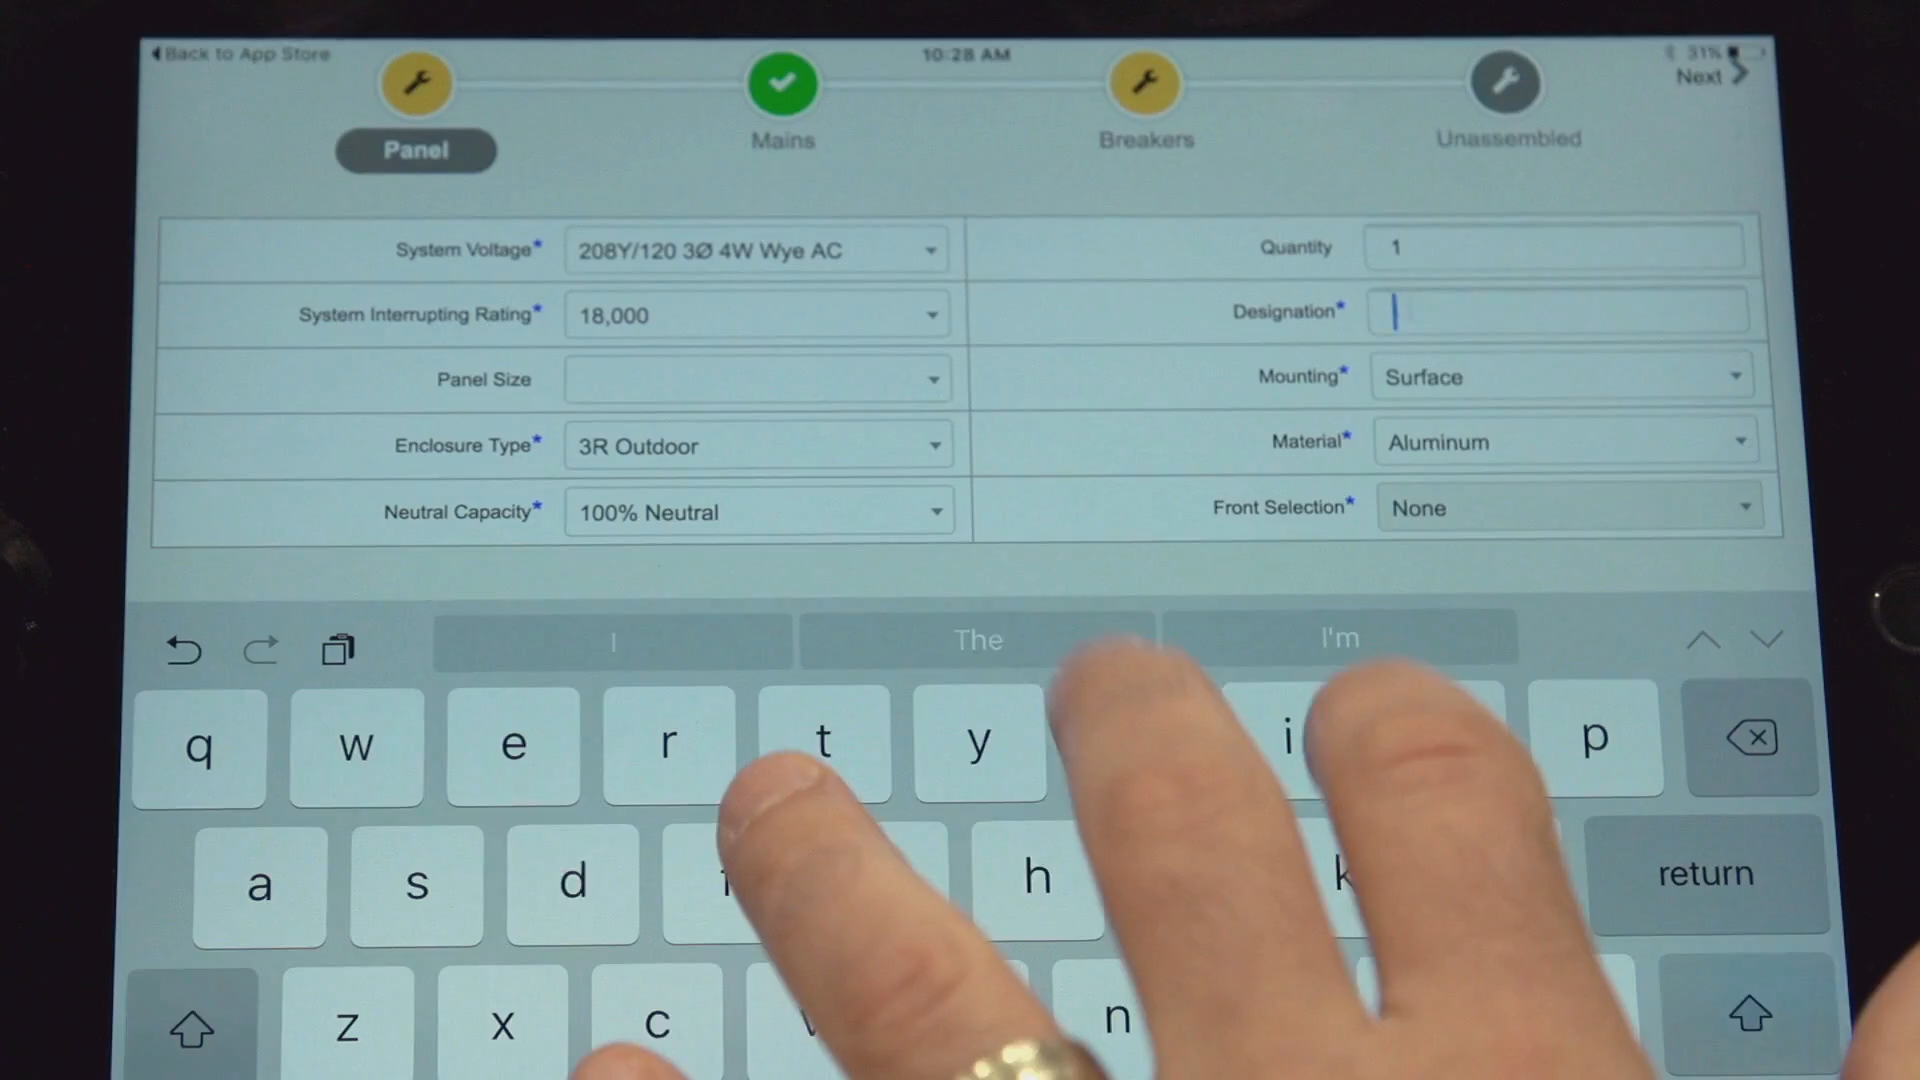 Back to App Store
10:28 AM
31%
Next
Panel
Mains
Breakers
Unassembled
System Voltage* 208Y/120 3Ø 4W Wye AC
Quantity 1
System Interrupting Rating* 18,000
Designation*
Panel Size
Mounting* Surface
Enclosure Type* 3R Outdoor
Material* Aluminum
Neutral Capacity* 100% Neutral
Front Selection* None
I The I'm
q w e r t y i p
a s d f h k return
z x c v n